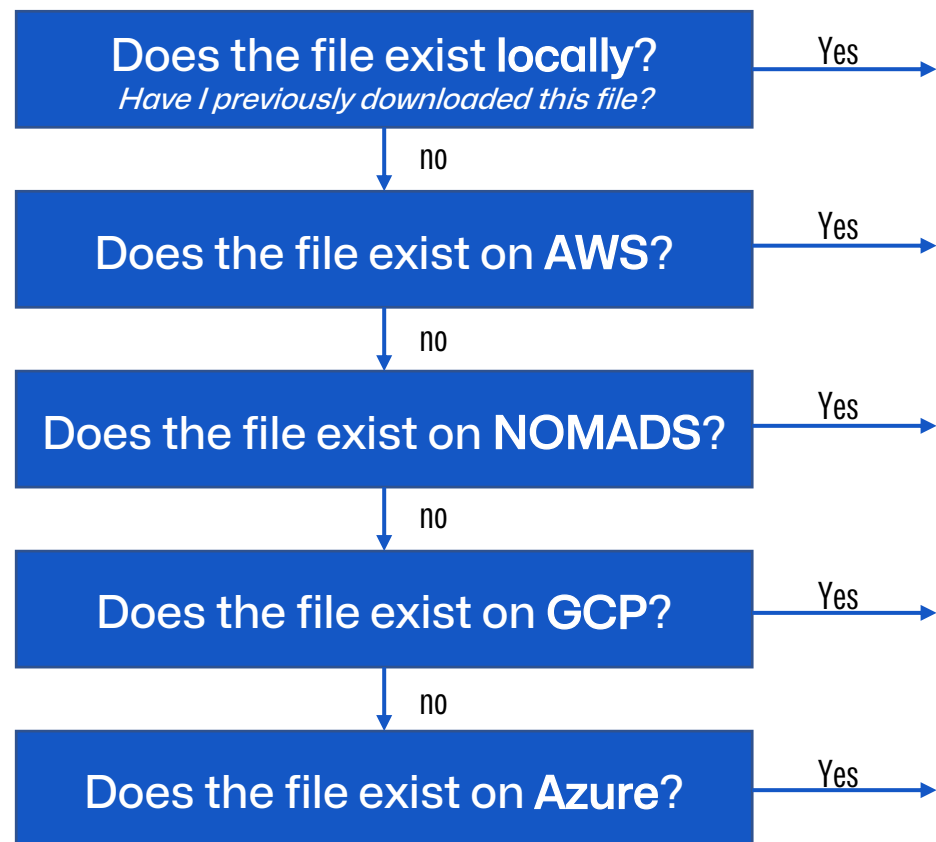 Does the file exist locally?
Yes
Have I previously downloaded this file?
no
Does the file exist on AWS?
Yes
no
Does the file exist on NOMADS?
Yes
no
Does the file exist on GCP?
Yes
no
Does the file exist on Azure?
Yes